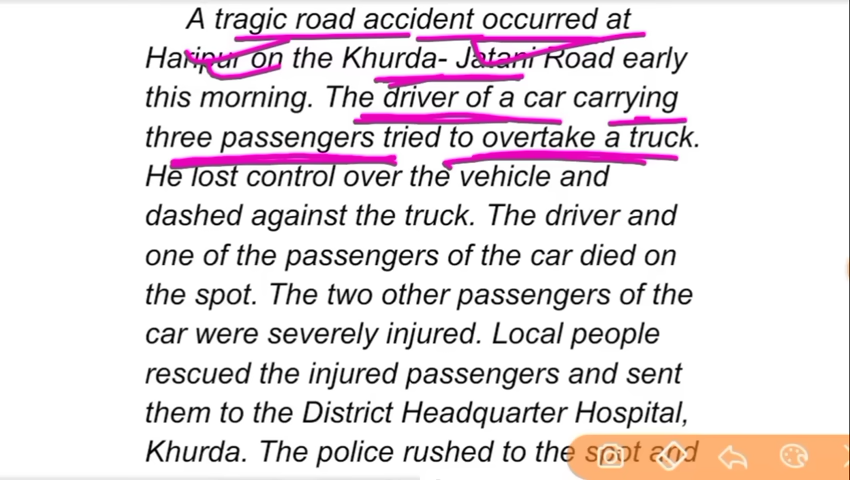 A tragic road accident occurred at
Haripur on the Khurda- Jatani Road early
this morning. The driver of a car carrying
three passengers tried to overtake a truck.
He lost control over the vehicle and
dashed against the truck. The driver and
one of the passengers of the car died on
the spot. The two other passengers of the
car were severely injured. Local people
rescued the injured passengers and sent
them to the District Headquarter Hospital,
Khurda. The police rushed to the spot and